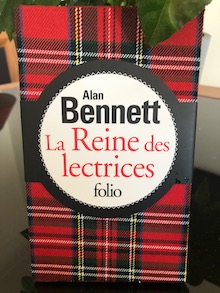 Alan
Bennett
La Reine des
lectrices
folio